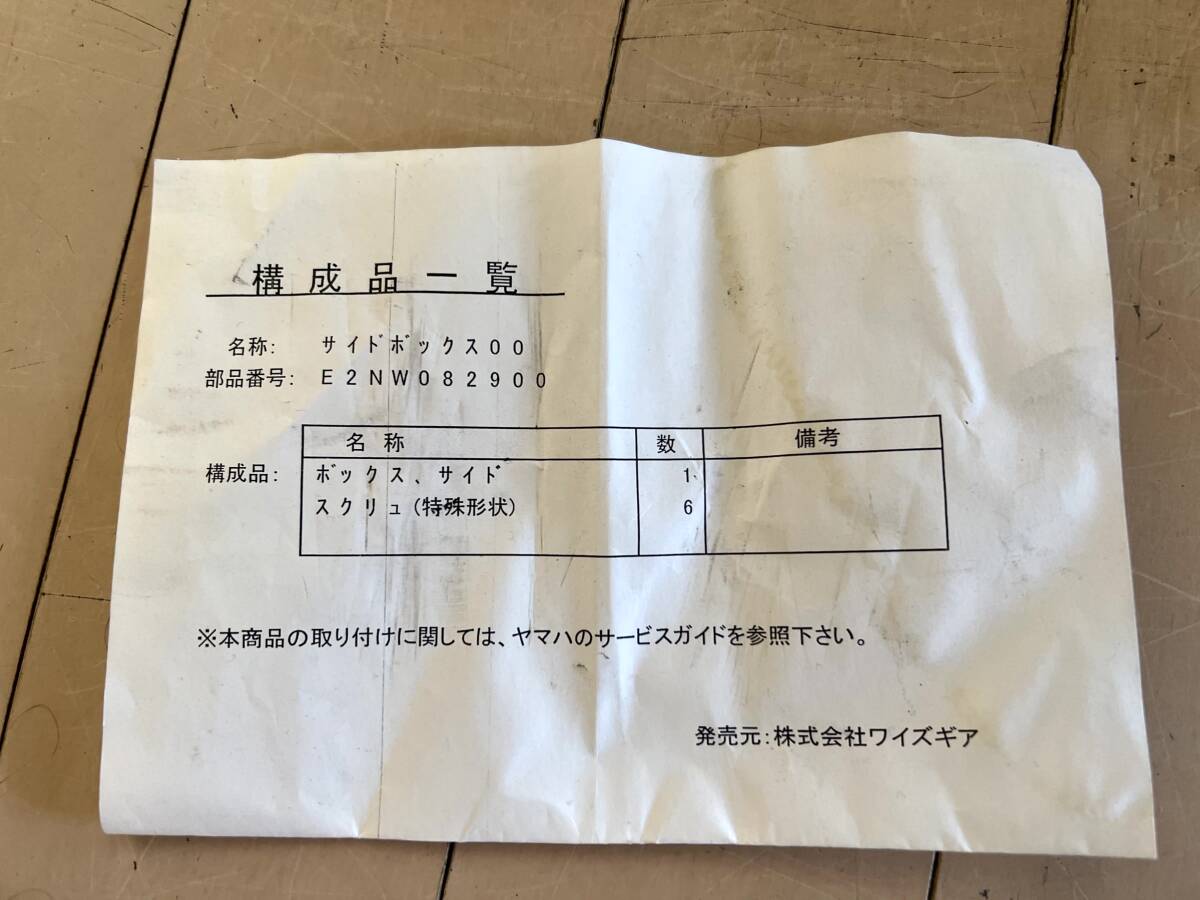 構成品一覧
名称: ｻｲﾄﾞﾎﾞｯｸｽ００
部品番号: Ｅ２ＮＷ０８２９００
名称 数 備考
構成品: ﾎﾞｯｸｽ、ｻｲﾄﾞ 1
ｽｸﾘｭ(特殊形状) 6
※本商品の取り付けに関しては、ヤマハのサービスガイドを参照下さい。
発売元:株式会社ワイズギア